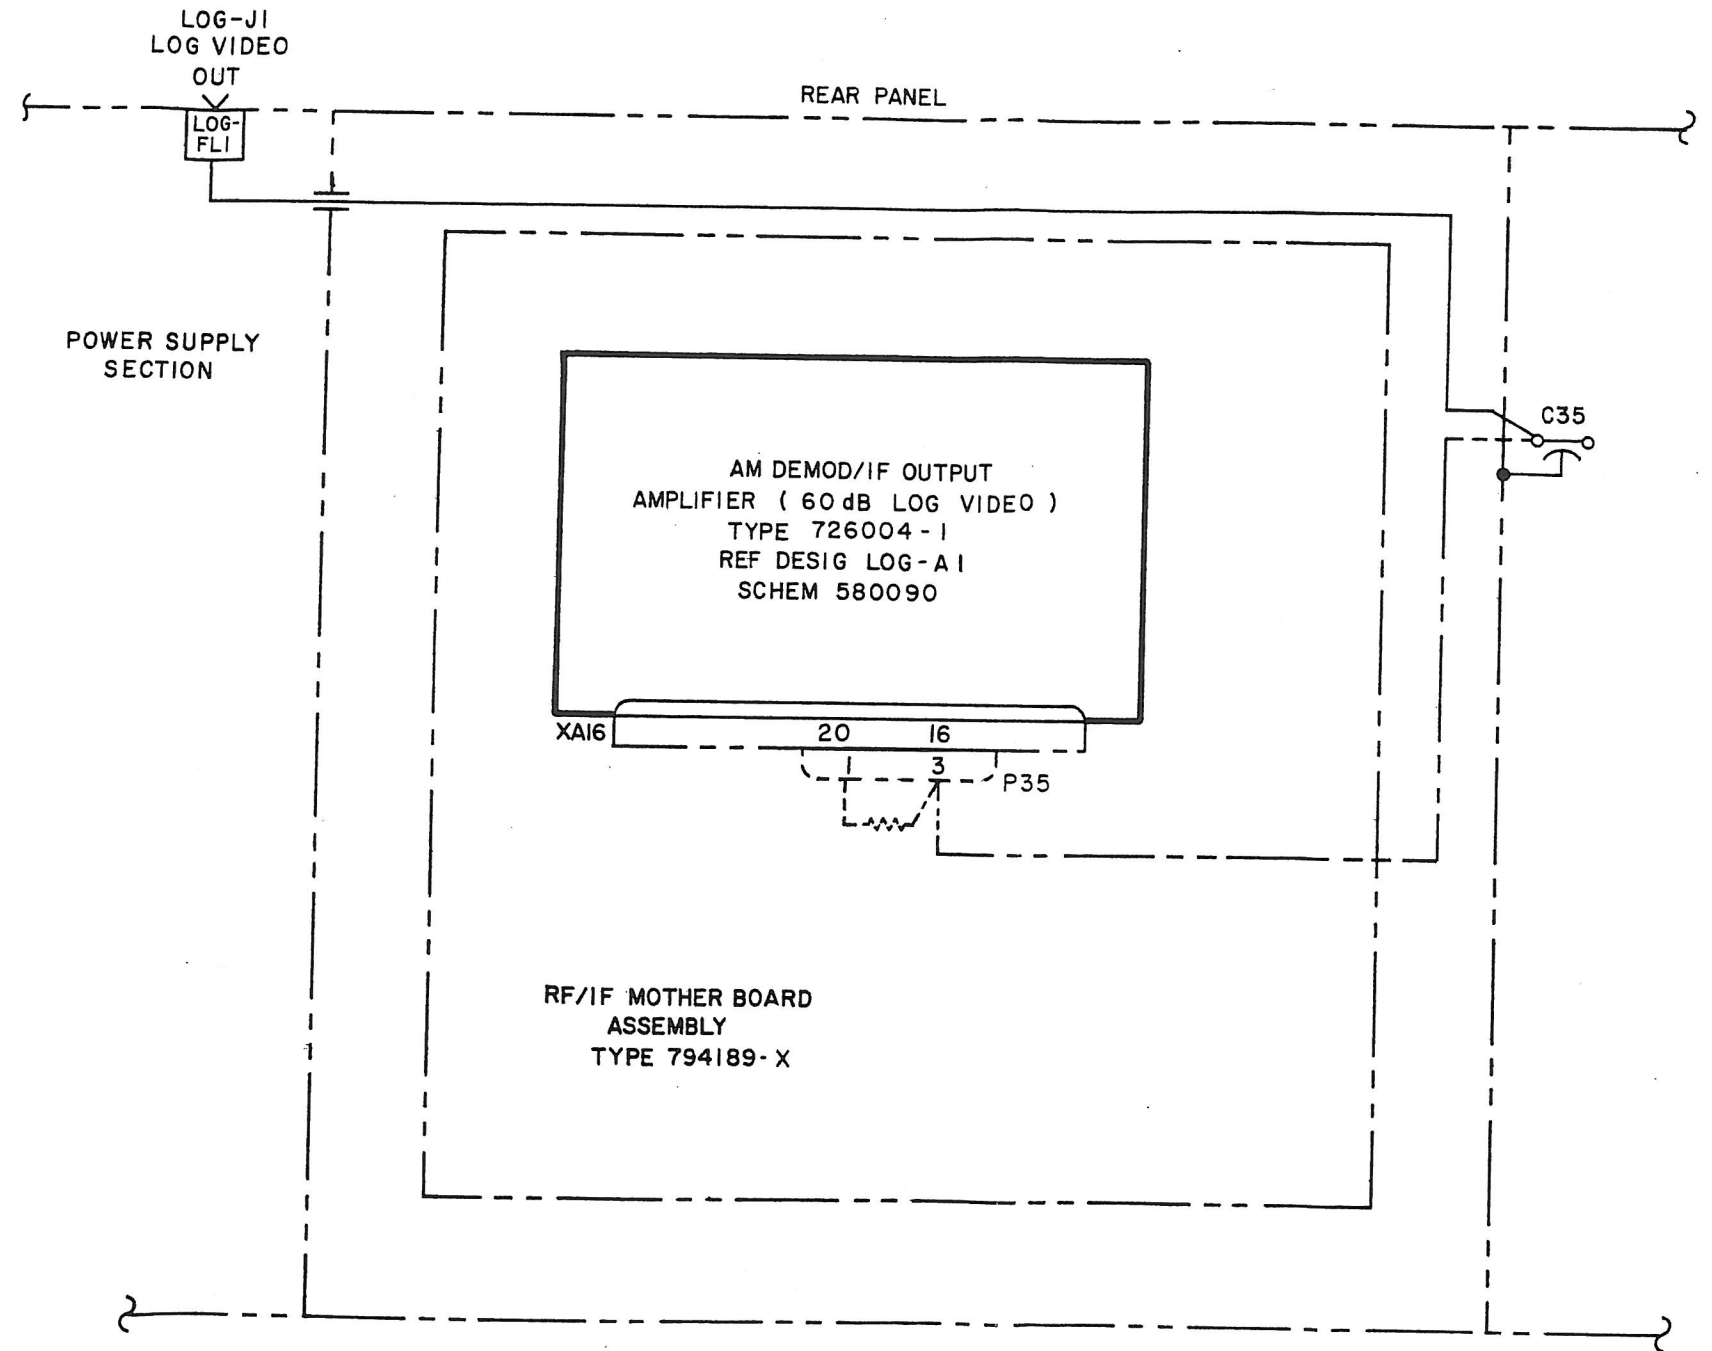 LOG-J1
LOG VIDEO
OUT
REAR PANEL
LOG-
FL1
POWER SUPPLY
SECTION
C35
AM DEMOD/IF OUTPUT
AMPLIFIER ( 60 dB LOG VIDEO )
TYPE 726004-1
REF DESIG LOG-A1
SCHEM 580090
XA16
20 16
1 3
P35
RF/IF MOTHER BOARD
ASSEMBLY
TYPE 794189-X